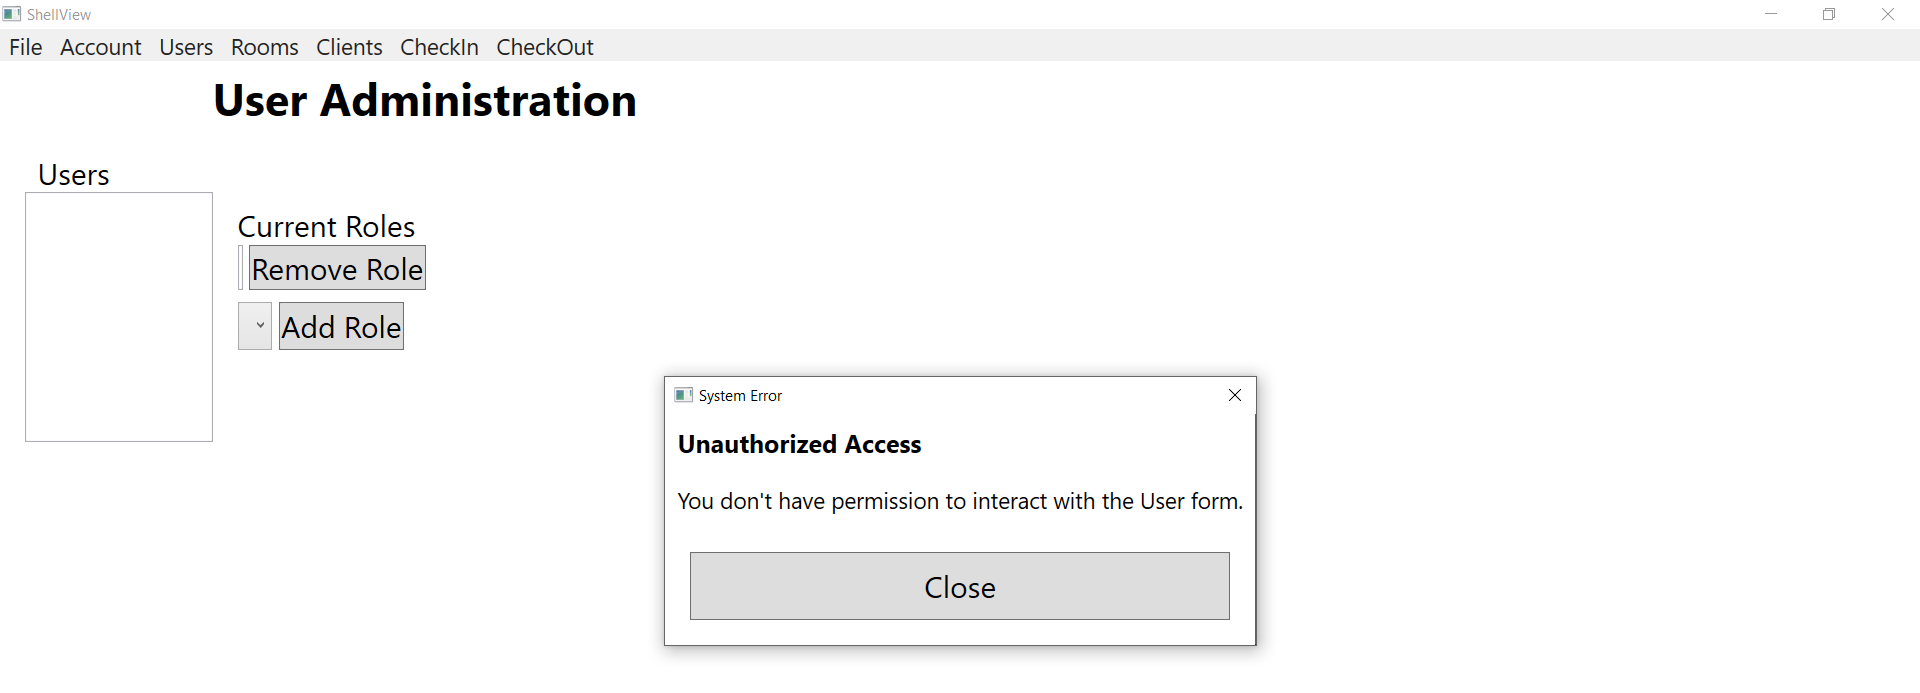 ShellView
File Account Users Rooms Clients CheckIn CheckOut
User Administration
Users
Current Roles
Remove Role
Add Role
System Error
Unauthorized Access
You don't have permission to interact with the User form.
Close